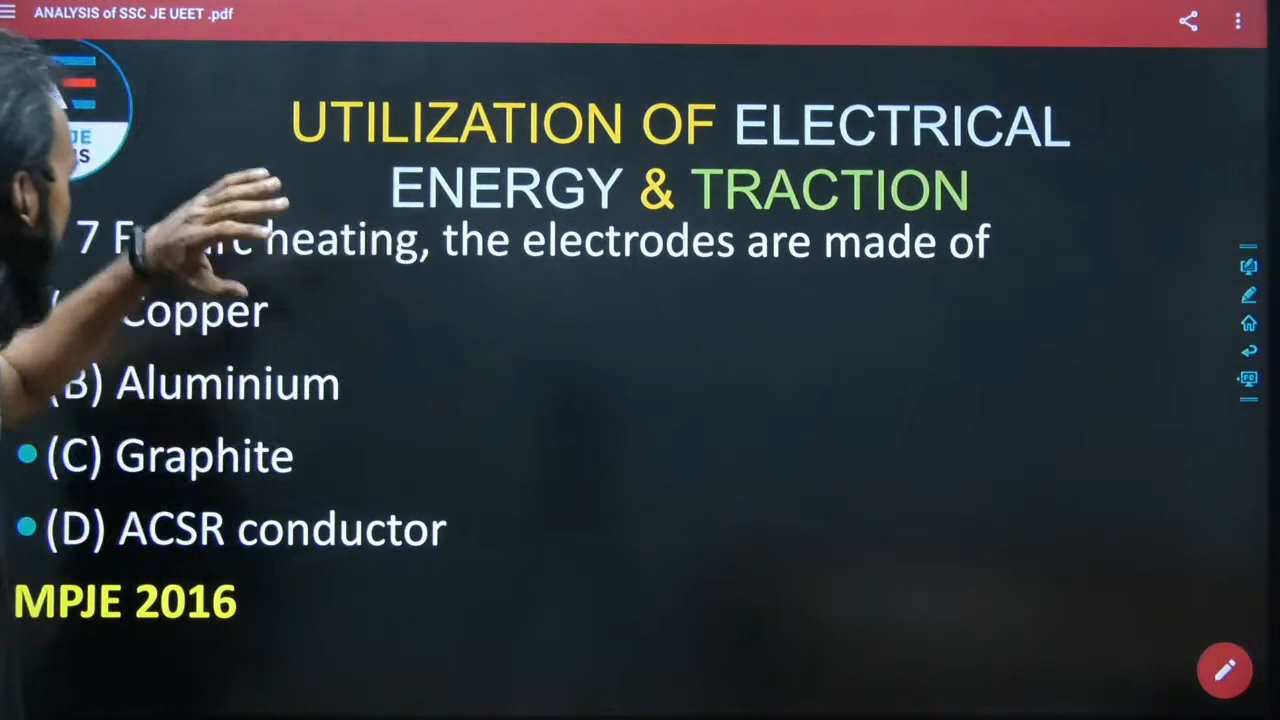 ANALYSIS of SSC JE UEET .pdf
JE
UTILIZATION OF ELECTRICAL
ENERGY & TRACTION
7 heating, the electrodes are made of
Copper
(B) Aluminium
(C) Graphite
(D) ACSR conductor
MPJE 2016